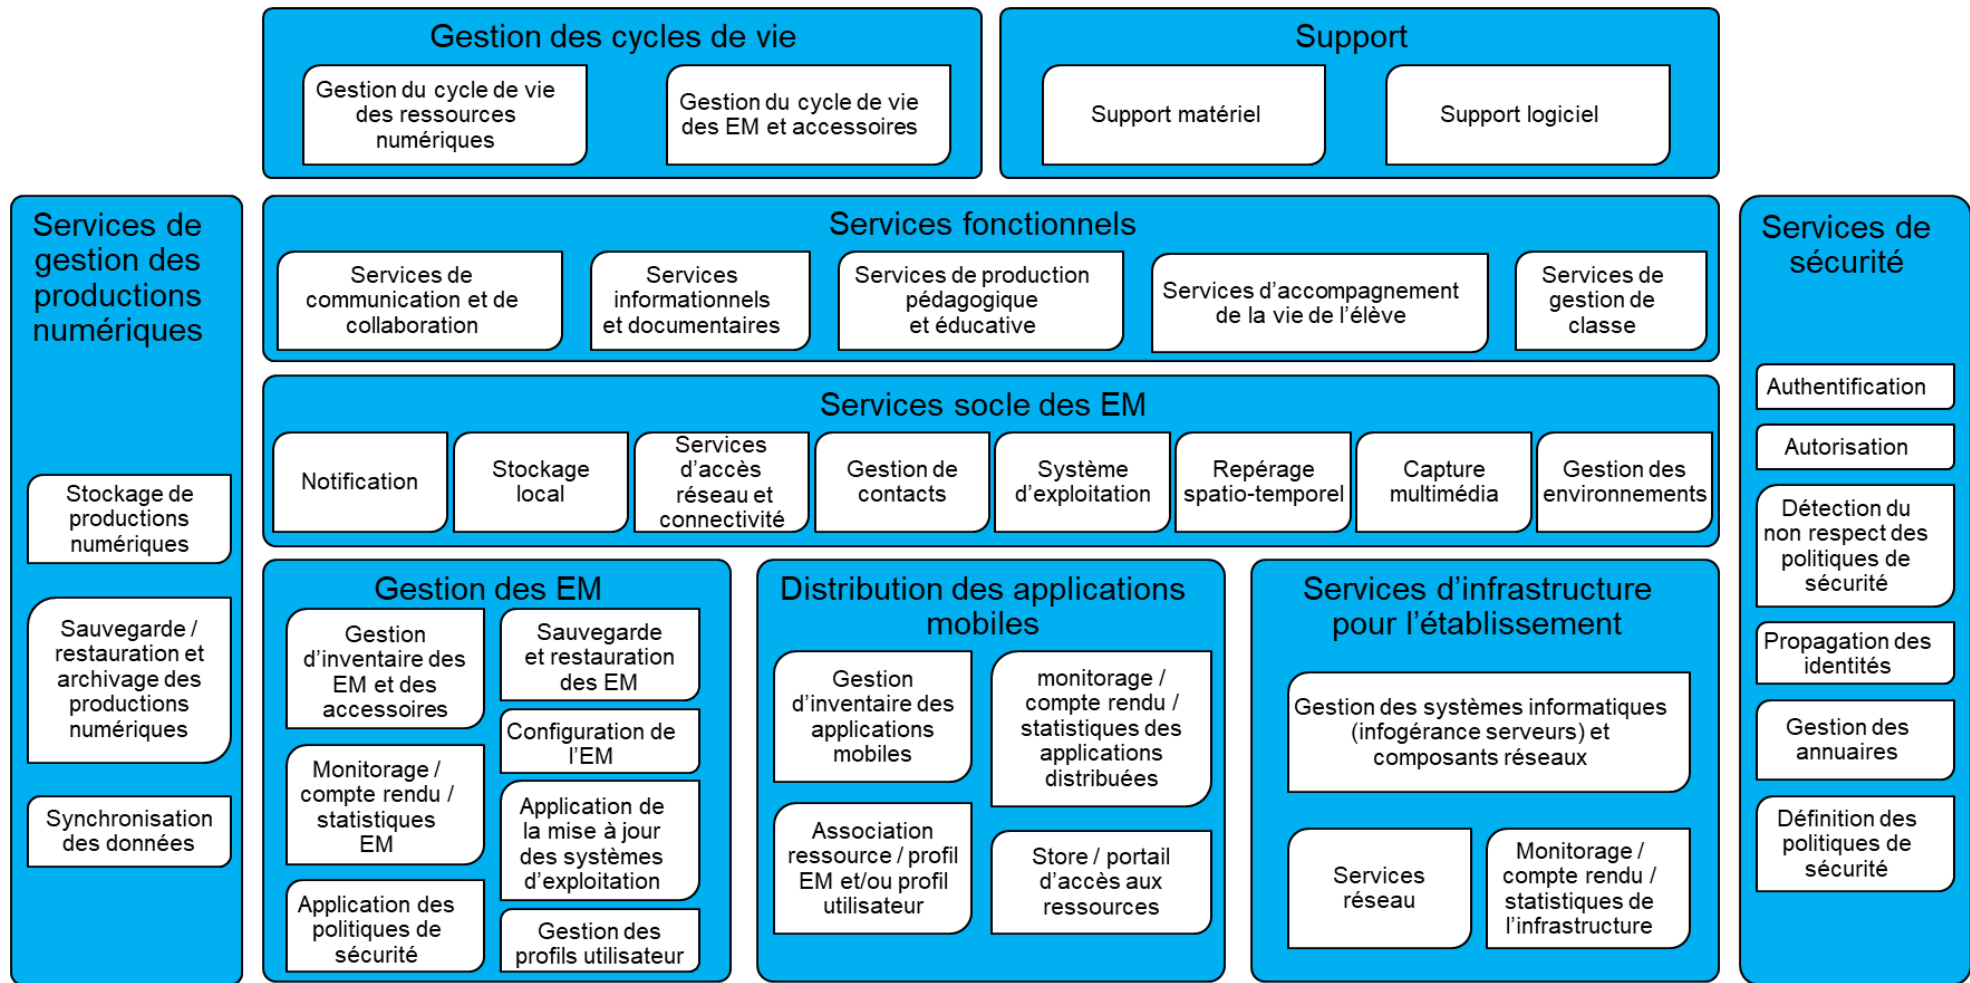 Gestion des cycles de vie
Gestion du cycle de vie
des ressources
numériques
Gestion du cycle de vie
des EM et accessoires
Support
Support matériel
Support logiciel
Services de
gestion des
productions
numériques
Stockage de
productions
numériques
Sauvegarde /
restauration et
archivage des
productions
numériques
Synchronisation
des données
Services fonctionnels
Services de
communication et de
collaboration
Services
informationnels
et documentaires
Services de production
pédagogique
et éducative
Services d’accompagnement
de la vie de l’élève
Services de
gestion de
classe
Services socle des EM
Notification
Stockage
local
Services
d’accès
réseau et
connectivité
Gestion de
contacts
Système
d’exploitation
Repérage
spatio-temporel
Capture
multimédia
Gestion des
environnements
Gestion des EM
Gestion
d’inventaire des
EM et des
accessoires
Monitorage /
compte rendu /
statistiques
EM
Application des
politiques de
sécurité
Sauvegarde
et restauration
des EM
Configuration de
l’EM
Application de
la mise à jour
des systèmes
d’exploitation
Gestion des
profils utilisateur
Distribution des applications
mobiles
Gestion
d’inventaire des
applications
mobiles
monitorage /
compte rendu /
statistiques des
applications
distribuées
Association
ressource / profil
EM et/ou profil
utilisateur
Store / portail
d’accès aux
ressources
Services d’infrastructure
pour l’établissement
Gestion des systèmes informatiques
(infogérance serveurs) et
composants réseaux
Services
réseau
Monitorage /
compte rendu /
statistiques de
l’infrastructure
Services de
sécurité
Authentification
Autorisation
Détection du
non respect des
politiques de
sécurité
Propagation des
identités
Gestion des
annuaires
Définition des
politiques de
sécurité